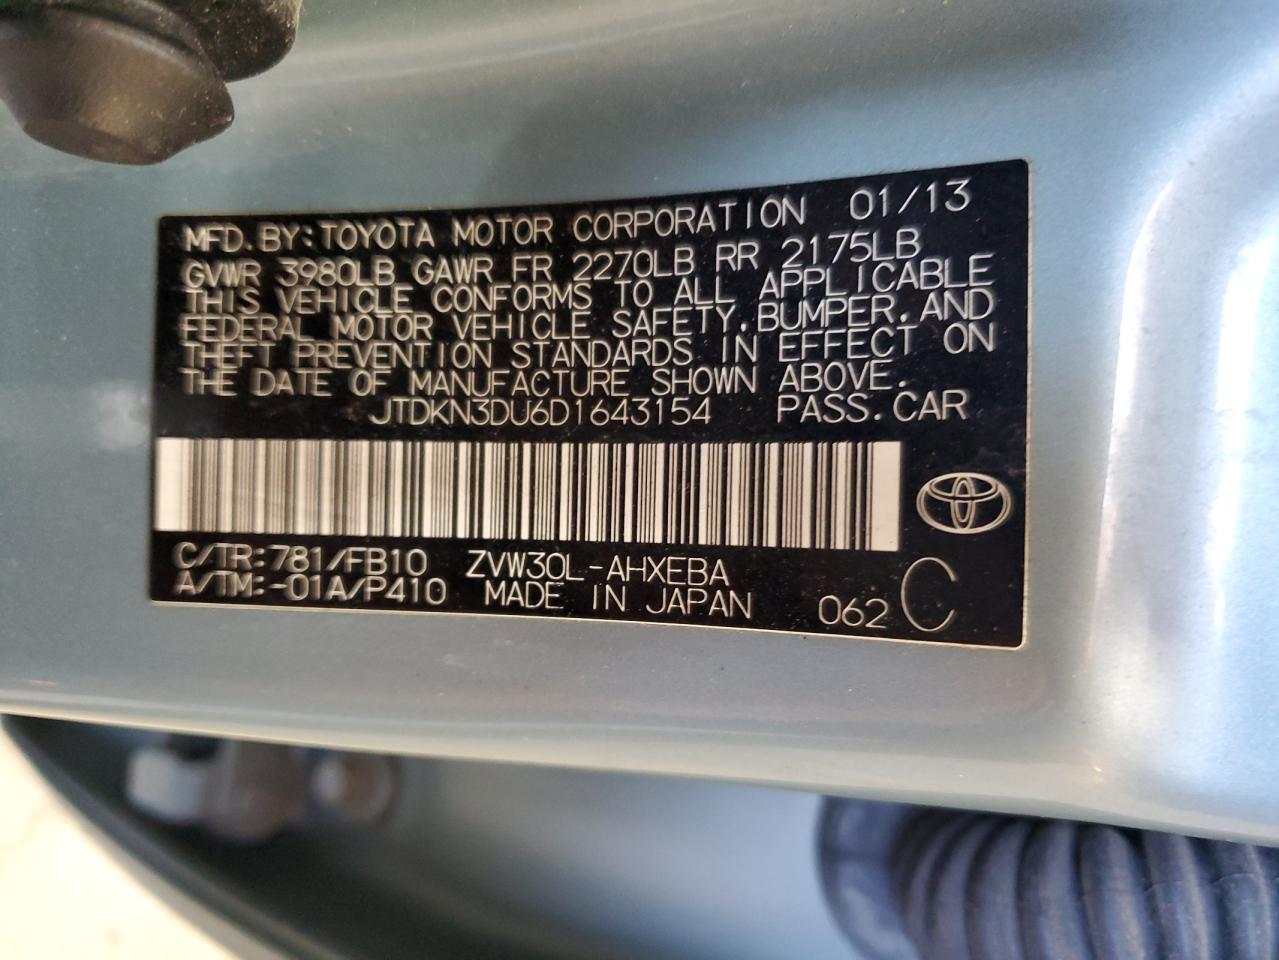 MFD.BY:TOYOTA MOTOR CORPORATION 01/13
GVWR 3980LB GAWR FR 2270LB RR 2175LB
THIS VEHICLE CONFORMS TO ALL APPLICABLE
FEDERAL MOTOR VEHICLE SAFETY,BUMPER,AND
THEFT PREVENTION STANDARDS IN EFFECT ON
THE DATE OF MANUFACTURE SHOWN ABOVE.
JTDKN3DU6D1643154 PASS.CAR
C/TR:781/FB10 ZVW30L-AHXEBA
A/TM:-01A/P410 MADE IN JAPAN 062 C